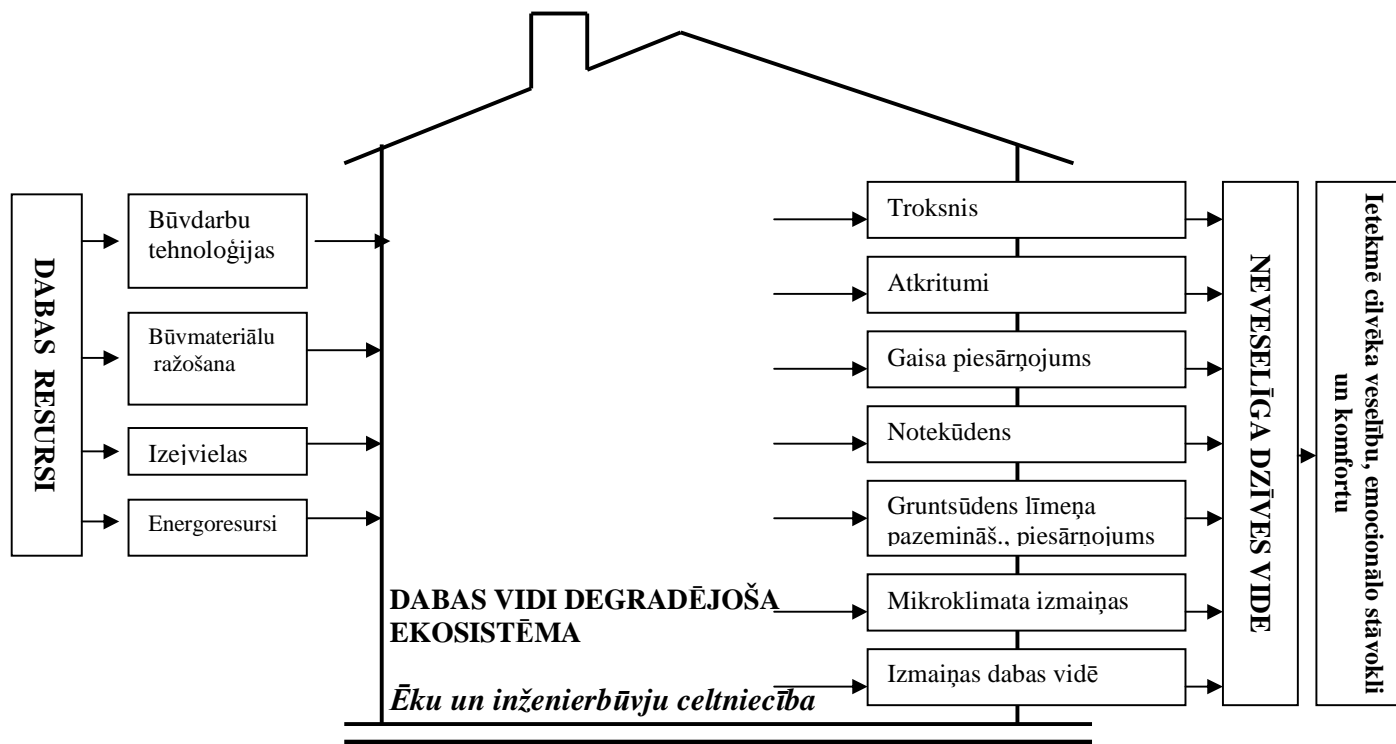 DABAS RESURSI
Būvdarbu
tehnoloģijas
Būvmateriālu
ražošana
Izejvielas
Energoresursi
DABAS VIDI DEGRADĒJOŠA
EKOSISTĒMA
Ēku un inženierbūvju celtniecība
Troksnis
Atkritumi
Gaisa piesārņojums
Notekūdens
Gruntsūdens līmeņa
pazemināš., piesārņojums
Mikroklimata izmaiņas
Izmaiņas dabas vidē
NEVESELĪGA DZĪVES VIDE
Ietekmē cilvēka veselību, emocionālo stāvokli
un komfortu